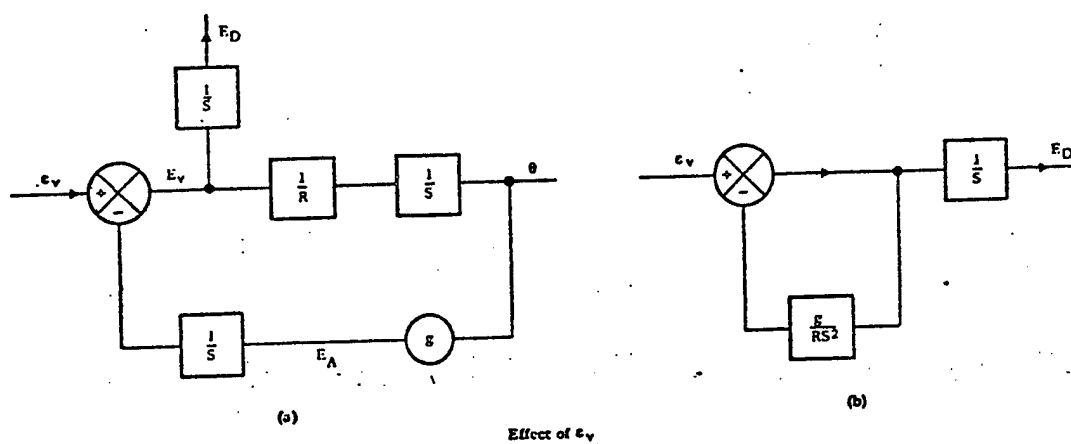 E_D
1/S
ε_v
+
−
E_v
1/R
1/S
θ
1/S
E_A
g
(a)
ε_v
+
−
1/S
E_D
g/RS²
(b)
Effect of ε_v